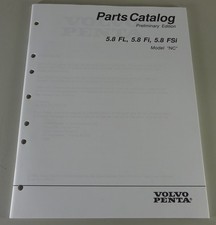 Parts Catalog
Preliminary Edition
5.8 FL, 5.8 Fi, 5.8 FSi
Model "NC"
VOLVO
PENTA